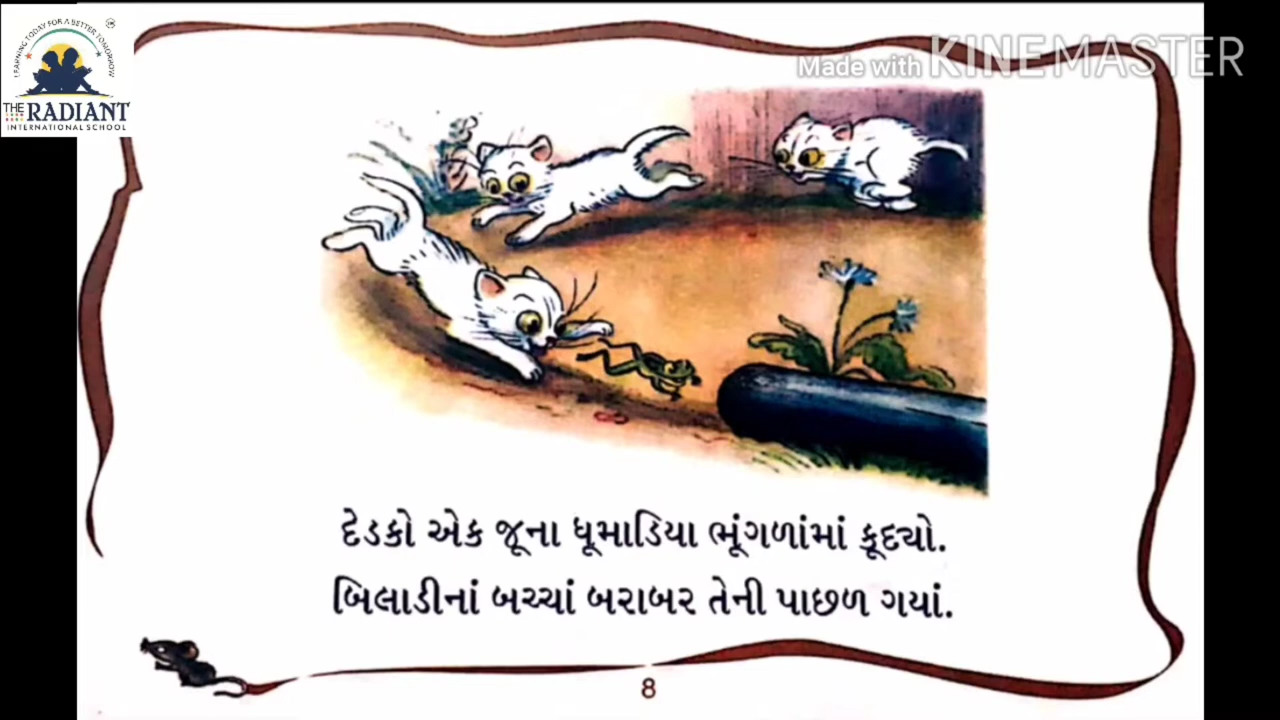 LEARNING TODAY FOR A BETTER TOMORROW
THE RADIANT
INTERNATIONAL SCHOOL
Made with KINEMASTER
દેડકો એક જૂના ધૂમાડિયા ભૂંગળાંમાં કૂદ્યો.
બિલાડીનાં બચ્ચાં બરાબર તેની પાછળ ગયાં.
8